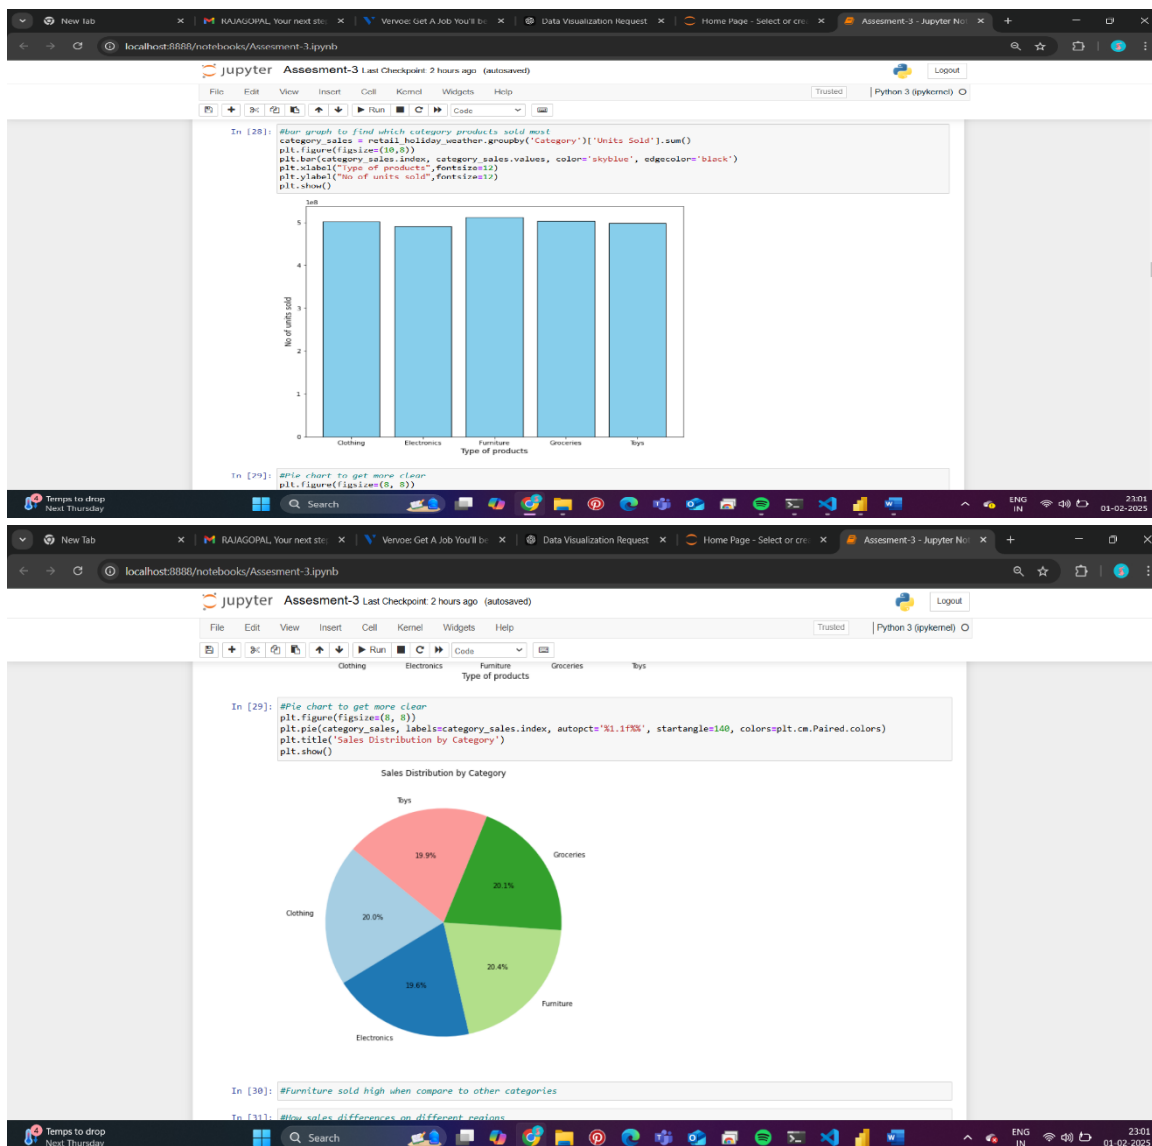 New Tab
RAJAGOPAL, Your next ste
Vervoe: Get A Job You'll be
Data Visualization Request
Home Page - Select or cre
Assesment-3 - Jupyter Not
localhost:8888/notebooks/Assesment-3.ipynb
jupyter Assesment-3 Last Checkpoint: 2 hours ago (autosaved)
Logout
File Edit View Insert Cell Kernel Widgets Help
Trusted
Python 3 (ipykernel)
Run
Code
In [28]: #bar graph to find which category products sold most
category_sales = retail_holiday_weather.groupby('Category')['Units Sold'].sum()
plt.figure(figsize=(10,8))
plt.bar(category_sales.index, category_sales.values, color='skyblue', edgecolor='black')
plt.xlabel("Type of products",fontsize=12)
plt.ylabel("No of units sold",fontsize=12)
plt.show()
1e8
5
4
3
2
1
0
No of units sold
Clothing Electronics Furniture Groceries Toys
Type of products
In [29]: #Pie chart to get more clear
plt.figure(figsize=(8, 8))
4
Temps to drop
Next Thursday
Search
ENG
IN
23:01
01-02-2025
New Tab
RAJAGOPAL, Your next ste
Vervoe: Get A Job You'll be
Data Visualization Request
Home Page - Select or cre
Assesment-3 - Jupyter Not
localhost:8888/notebooks/Assesment-3.ipynb
jupyter Assesment-3 Last Checkpoint: 2 hours ago (autosaved)
Logout
File Edit View Insert Cell Kernel Widgets Help
Trusted
Python 3 (ipykernel)
Run
Code
Clothing Electronics Furniture Groceries Toys
Type of products
In [29]: #Pie chart to get more clear
plt.figure(figsize=(8, 8))
plt.pie(category_sales, labels=category_sales.index, autopct='%1.1f%%', startangle=140, colors=plt.cm.Paired.colors)
plt.title('Sales Distribution by Category')
plt.show()
Sales Distribution by Category
Toys
19.9%
Groceries
20.1%
Clothing
20.0%
20.4%
19.6%
Furniture
Electronics
In [30]: #Furniture sold high when compare to other categories
In [31]: #How sales differences on different regions
4
Temps to drop
Next Thursday
Search
ENG
IN
23:01
01-02-2025